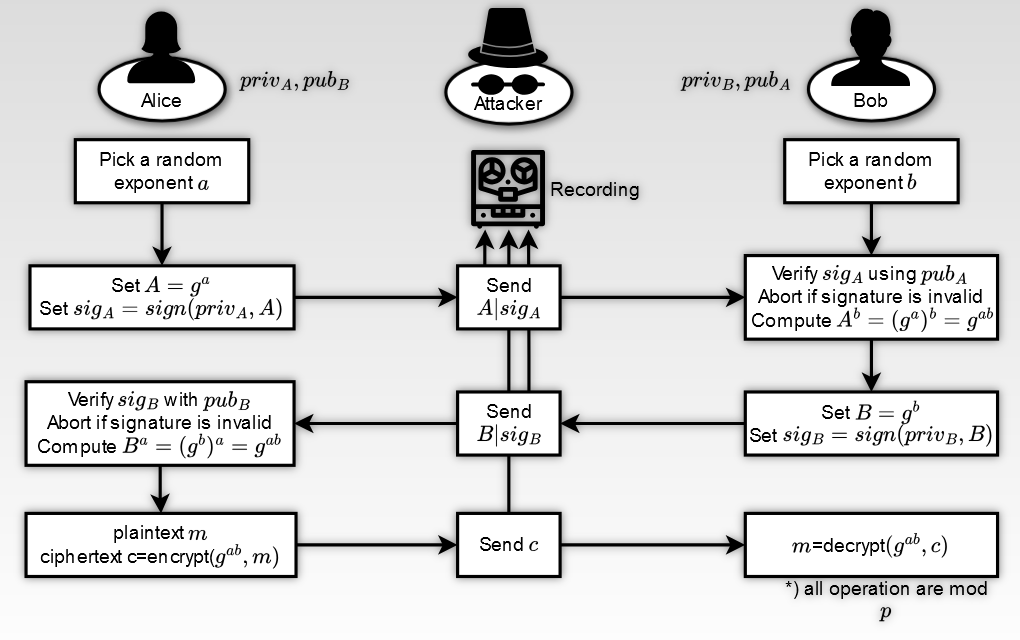 Alice
priv_A, pub_B
Attacker
priv_B, pub_A
Bob
Pick a random
exponent a
Recording
Pick a random
exponent b
Set A = g^a
Set sig_A = sign(priv_A, A)
Send
A|sig_A
Verify sig_A using pub_A
Abort if signature is invalid
Compute A^b = (g^a)^b = g^ab
Verify sig_B with pub_B
Abort if signature is invalid
Compute B^a = (g^b)^a = g^ab
Send
B|sig_B
Set B = g^b
Set sig_B = sign(priv_B, B)
plaintext m
ciphertext c=encrypt(g^ab, m)
Send c
m=decrypt(g^ab, c)
*) all operation are mod
p